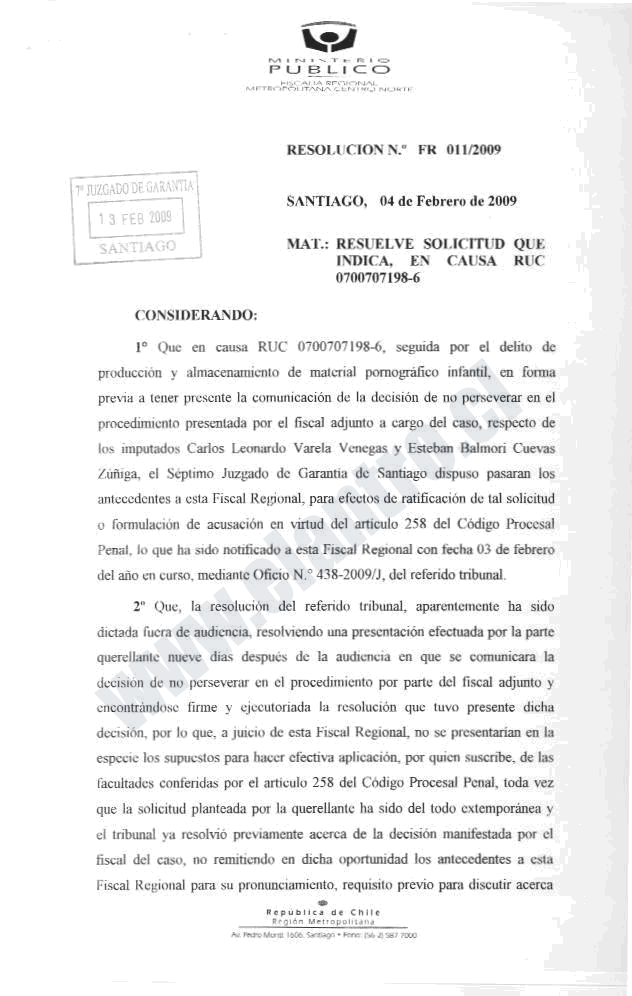 MINISTERIO
PUBLICO
FISCALIA REGIONAL
METROPOLITANA CENTRO NORTE
RESOLUCION N.º FR 011/2009
7º JUZGADO DE GARANTIA
13 FEB 2009
SANTIAGO
SANTIAGO, 04 de Febrero de 2009
MAT.: RESUELVE SOLICITUD QUE
INDICA, EN CAUSA RUC
0700707198-6
CONSIDERANDO:
1º Que en causa RUC 0700707198-6, seguida por el delito de
producción y almacenamiento de material pornográfico infantil, en forma
previa a tener presente la comunicación de la decisión de no perseverar en el
procedimiento presentada por el fiscal adjunto a cargo del caso, respecto de
los imputados Carlos Leonardo Varela Venegas y Esteban Balmori Cuevas
Zúñiga, el Séptimo Juzgado de Garantía de Santiago dispuso pasaran los
antecedentes a esta Fiscal Regional, para efectos de ratificación de tal solicitud
o formulación de acusación en virtud del artículo 258 del Código Procesal
Penal, lo que ha sido notificado a esta Fiscal Regional con fecha 03 de febrero
del año en curso, mediante Oficio N.º 438-2009/J, del referido tribunal.
2º Que, la resolución del referido tribunal, aparentemente ha sido
dictada fuera de audiencia, resolviendo una presentación efectuada por la parte
querellante nueve días después de la audiencia en que se comunicara la
decisión de no perseverar en el procedimiento por parte del fiscal adjunto y
encontrándose firme y ejecutoriada la resolución que tuvo presente dicha
decisión, por lo que, a juicio de esta Fiscal Regional, no se presentarían en la
especie los supuestos para hacer efectiva aplicación, por quien suscribe, de las
facultades conferidas por el artículo 258 del Código Procesal Penal, toda vez
que la solicitud planteada por la querellante ha sido del todo extemporánea y
el tribunal ya resolvió previamente acerca de la decisión manifestada por el
fiscal del caso, no remitiendo en dicha oportunidad los antecedentes a esta
Fiscal Regional para su pronunciamiento, requisito previo para discutir acerca
República de Chile
Región Metropolitana
Av. Pedro Montt 1606, Santiago • Fono: (56-2) 587 7000
www.elantro.cl